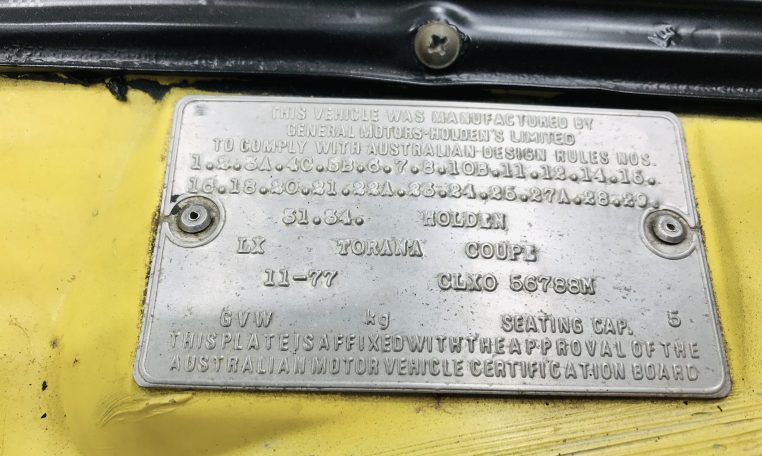 THIS VEHICLE WAS MANUFACTURED BY
GENERAL MOTORS-HOLDEN'S LIMITED
TO COMPLY WITH AUSTRALIAN DESIGN RULES NOS.
1.2.3A.4C.5B.6.7.8.10B.11.12.14.15.
16.18.20.21.22A.23.24.25.27A.28.29.
31.34. HOLDEN
LX TORANA COUPE
11-77 CLXO 56788M
GVW kg SEATING CAP. 5
THIS PLATE IS AFFIXED WITH THE APPROVAL OF THE
AUSTRALIAN MOTOR VEHICLE CERTIFICATION BOARD